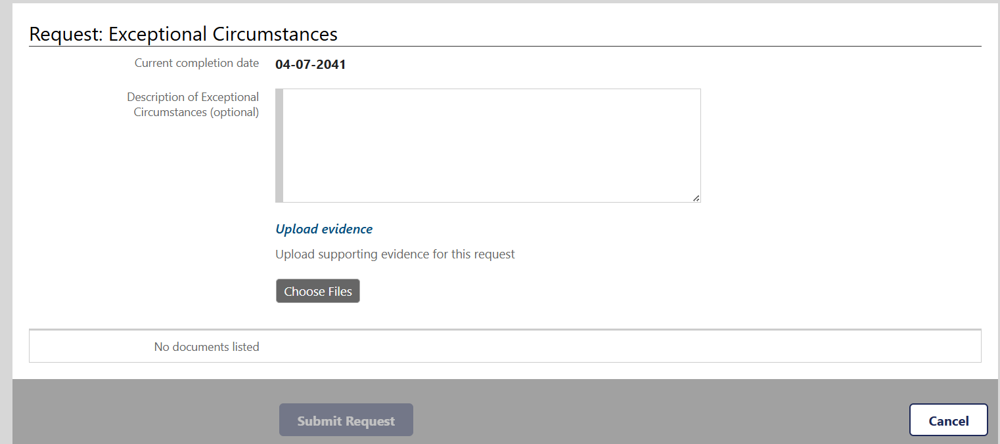 Request: Exceptional Circumstances
Current completion date 04-07-2041
Description of Exceptional
Circumstances (optional)
Upload evidence
Upload supporting evidence for this request
Choose Files
No documents listed
Submit Request Cancel